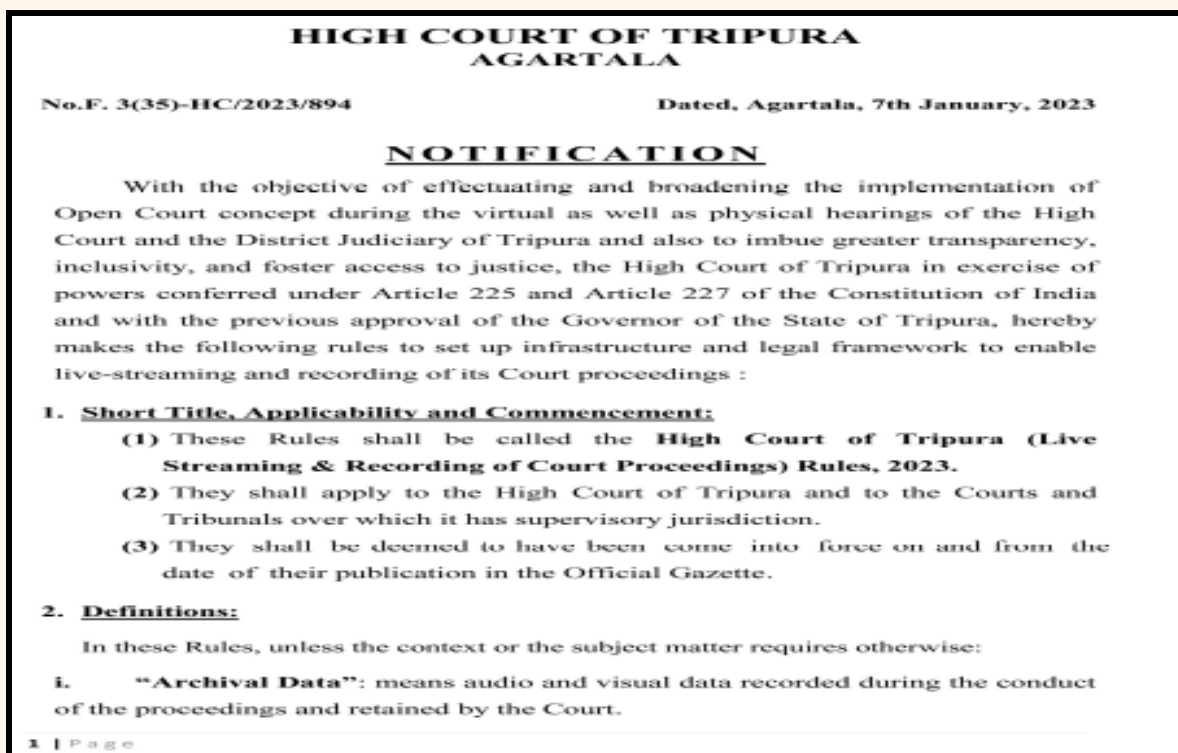 HIGH COURT OF TRIPURA
AGARTALA
No.F. 3(35)-HC/2023/894 Dated, Agartala, 7th January, 2023
NOTIFICATION
With the objective of effectuating and broadening the implementation of
Open Court concept during the virtual as well as physical hearings of the High
Court and the District Judiciary of Tripura and also to imbue greater transparency,
inclusivity, and foster access to justice, the High Court of Tripura in exercise of
powers conferred under Article 225 and Article 227 of the Constitution of India
and with the previous approval of the Governor of the State of Tripura, hereby
makes the following rules to set up infrastructure and legal framework to enable
live-streaming and recording of its Court proceedings :
1. Short Title, Applicability and Commencement:
(1) These Rules shall be called the High Court of Tripura (Live
Streaming & Recording of Court Proceedings) Rules, 2023.
(2) They shall apply to the High Court of Tripura and to the Courts and
Tribunals over which it has supervisory jurisdiction.
(3) They shall be deemed to have been come into force on and from the
date of their publication in the Official Gazette.
2. Definitions:
In these Rules, unless the context or the subject matter requires otherwise:
i. “Archival Data”: means audio and visual data recorded during the conduct
of the proceedings and retained by the Court.
1 | Page